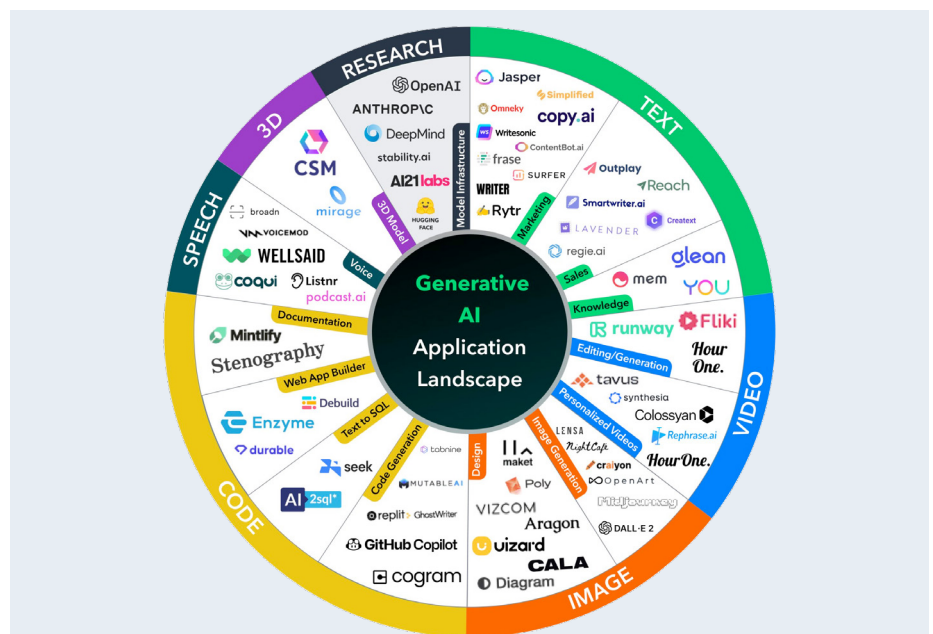 Generative
AI
Application
Landscape
RESEARCH
Model Infrastructure
OpenAI
ANTHROP\C
DeepMind
stability.ai
AI21labs
HUGGING
FACE
TEXT
Marketing
Jasper
Simplified
Omneky
copy.ai
WS Writesonic
ContentBot.ai
frase
SURFER
WRITER
Rytr
Sales
Outplay
Reach
Smartwriter.ai
C Creatext
LAVENDER
regie.ai
Knowledge
glean
mem
YOU
VIDEO
Editing/Generation
runway
Fliki
Hour
One.
Personalized Videos
tavus
synthesia
Colossyan
Rephrase.ai
HourOne.
IMAGE
Image Generation
LENSA
NightCafe
craiyon
OpenArt
Midjourney
DALL·E 2
Design
maket
Poly
VIZCOM
Aragon
uizard
CALA
Diagram
CODE
Code Generation
tabnine
MUTABLEAI
replit GhostWriter
GitHub Copilot
cogram
Text to SQL
seek
AI 2sql*
Web App Builder
Debuild
Enzyme
durable
Documentation
Mintlify
Stenography
SPEECH
Voice
broadn
VOICEMOD
WELLSAID
coqui
Listnr
podcast.ai
3D
3D Model
CSM
mirage